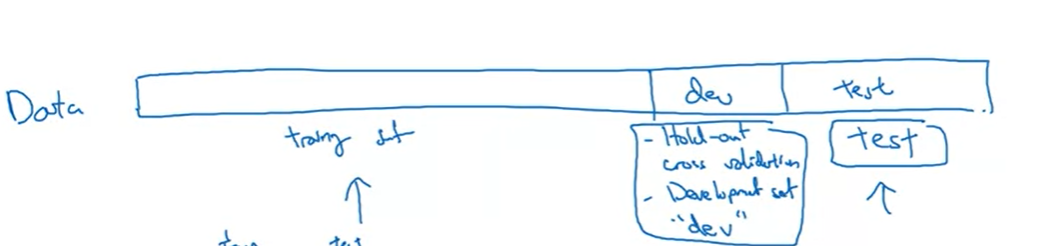 Data
dev
test
training set
test
- Hold-out
cross validation
- Development set
"dev"